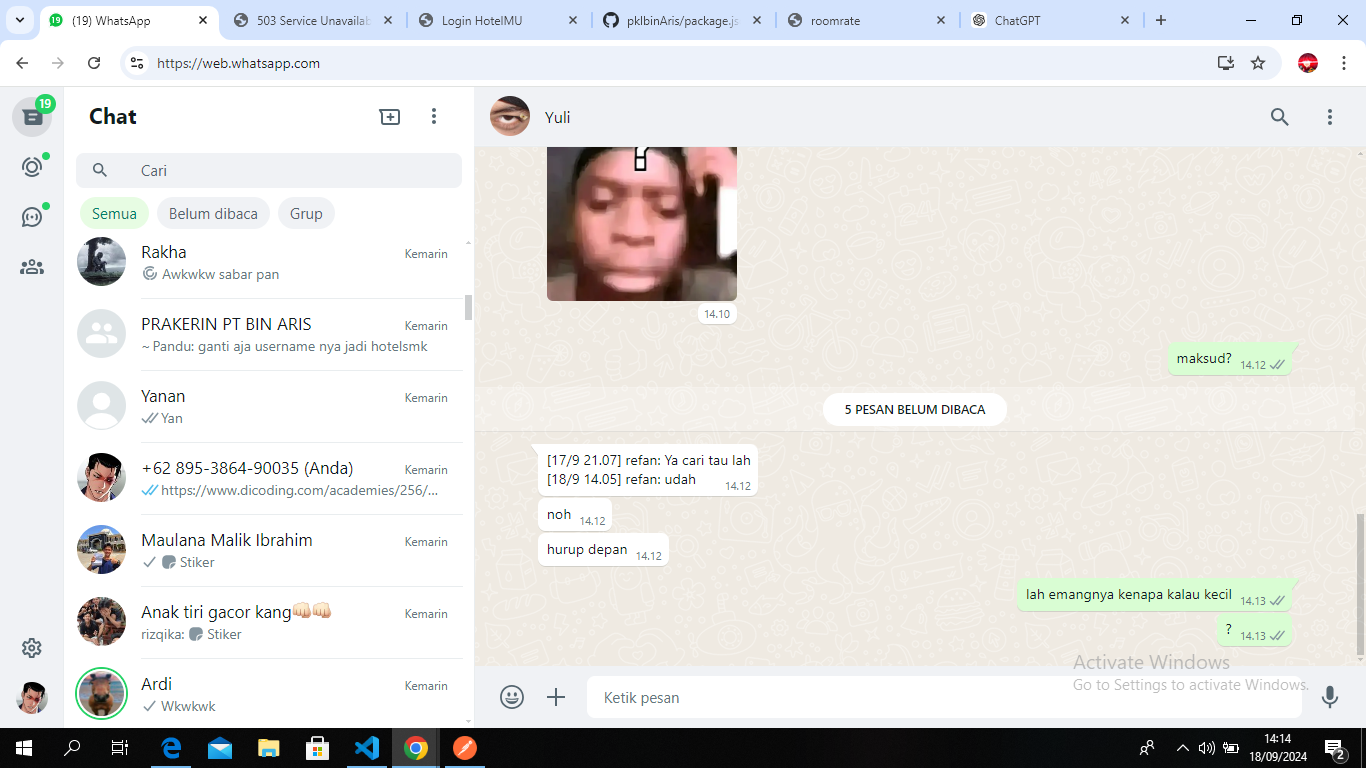 (19) WhatsApp
503 Service Unavailab
Login HotelMU
pklbinAris/package.js
roomrate
ChatGPT
https://web.whatsapp.com
19
Chat
Cari
Semua
Belum dibaca
Grup
Rakha
Kemarin
Awkwkw sabar pan
PRAKERIN PT BIN ARIS
Kemarin
~ Pandu: ganti aja username nya jadi hotelsmk
Yanan
Kemarin
Yan
+62 895-3864-90035 (Anda)
Kemarin
https://www.dicoding.com/academies/256/...
Maulana Malik Ibrahim
Kemarin
Stiker
Anak tiri gacor kang👊🏻👊🏻
Kemarin
rizqika: Stiker
Ardi
Kemarin
Wkwkwk
Yuli
?
14.10
maksud? 14.12
5 PESAN BELUM DIBACA
[17/9 21.07] refan: Ya cari tau lah
[18/9 14.05] refan: udah 14.12
noh 14.12
hurup depan 14.12
lah emangnya kenapa kalau kecil 14.13
? 14.13
Ketik pesan
Activate Windows
Go to Settings to activate Windows.
14:14
18/09/2024
2